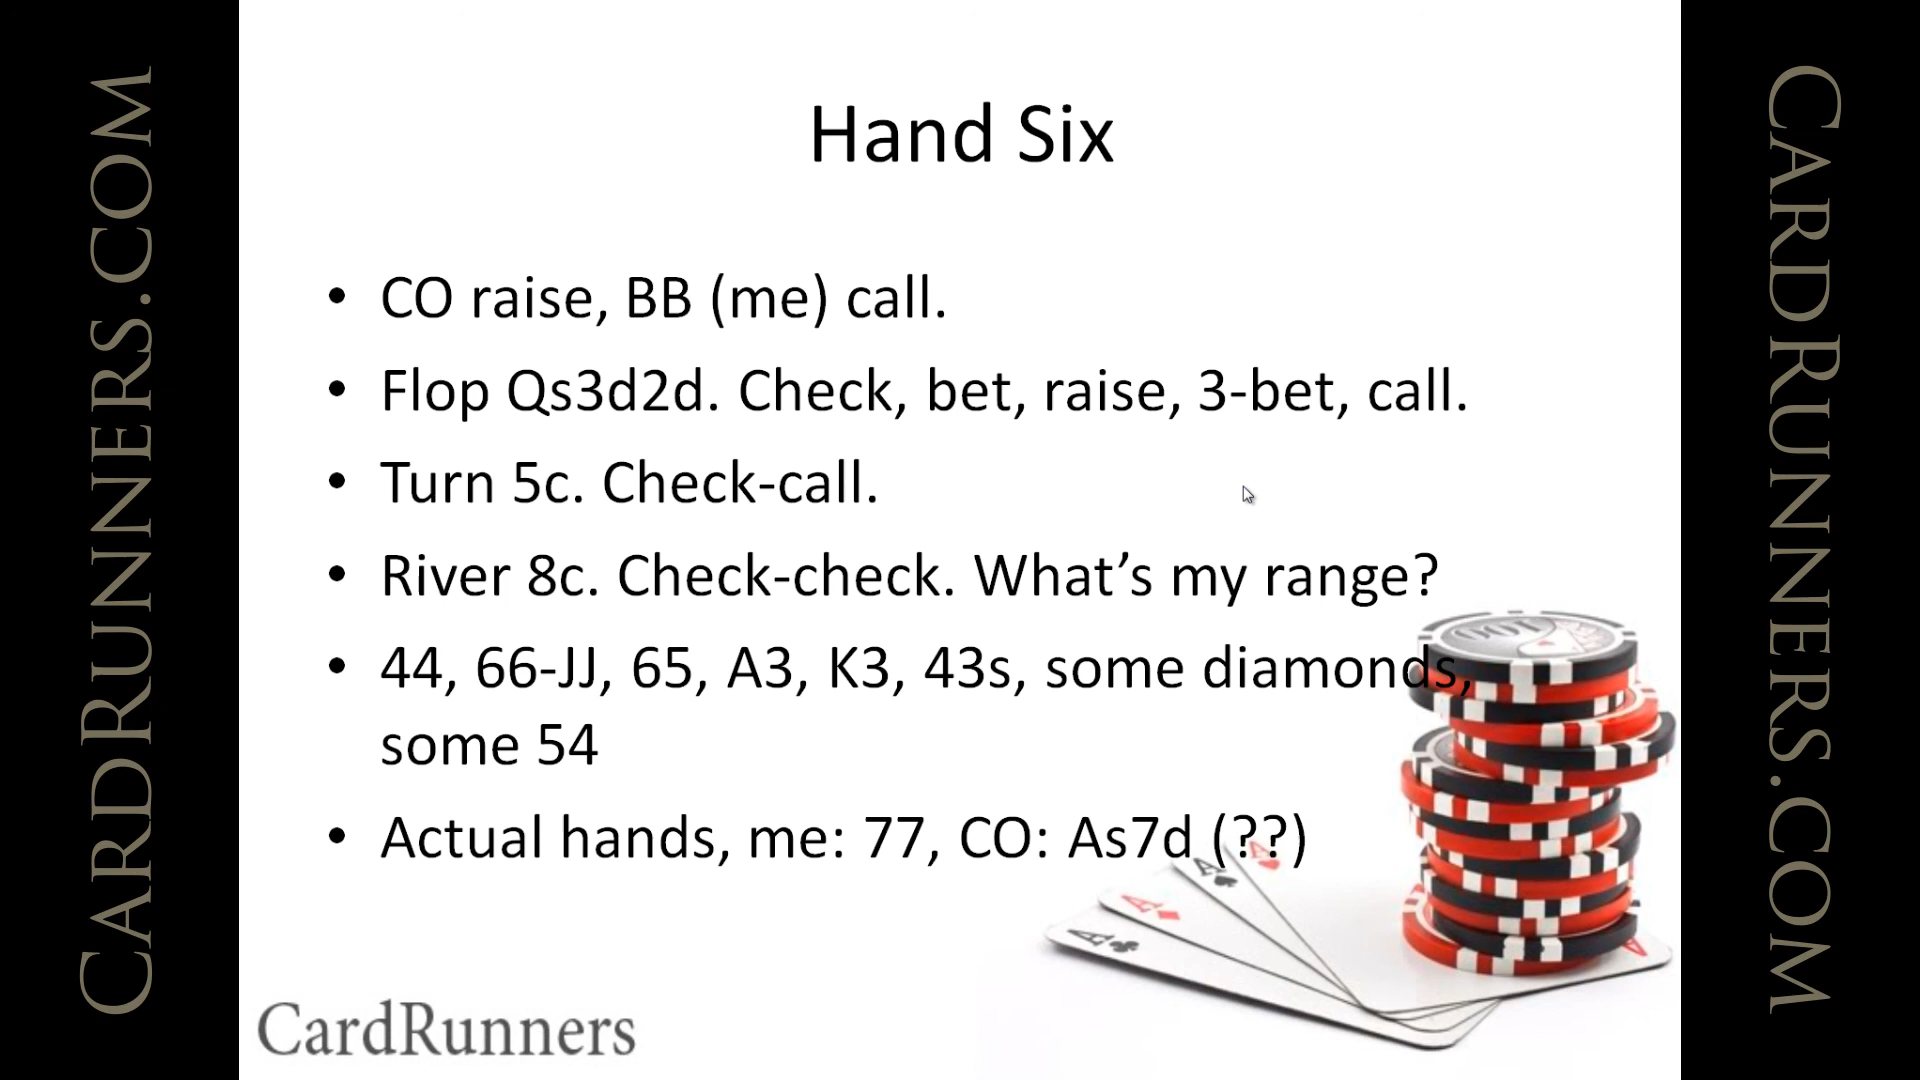 CARDRUNNERS.COM
Hand Six
• CO raise, BB (me) call.
• Flop Qs3d2d. Check, bet, raise, 3-bet, call.
• Turn 5c. Check-call.
• River 8c. Check-check. What’s my range?
• 44, 66-JJ, 65, A3, K3, 43s, some diamonds,
some 54
• Actual hands, me: 77, CO: As7d (??)
A
A
A
A
A
100
CardRunners
CARDRUNNERS.COM